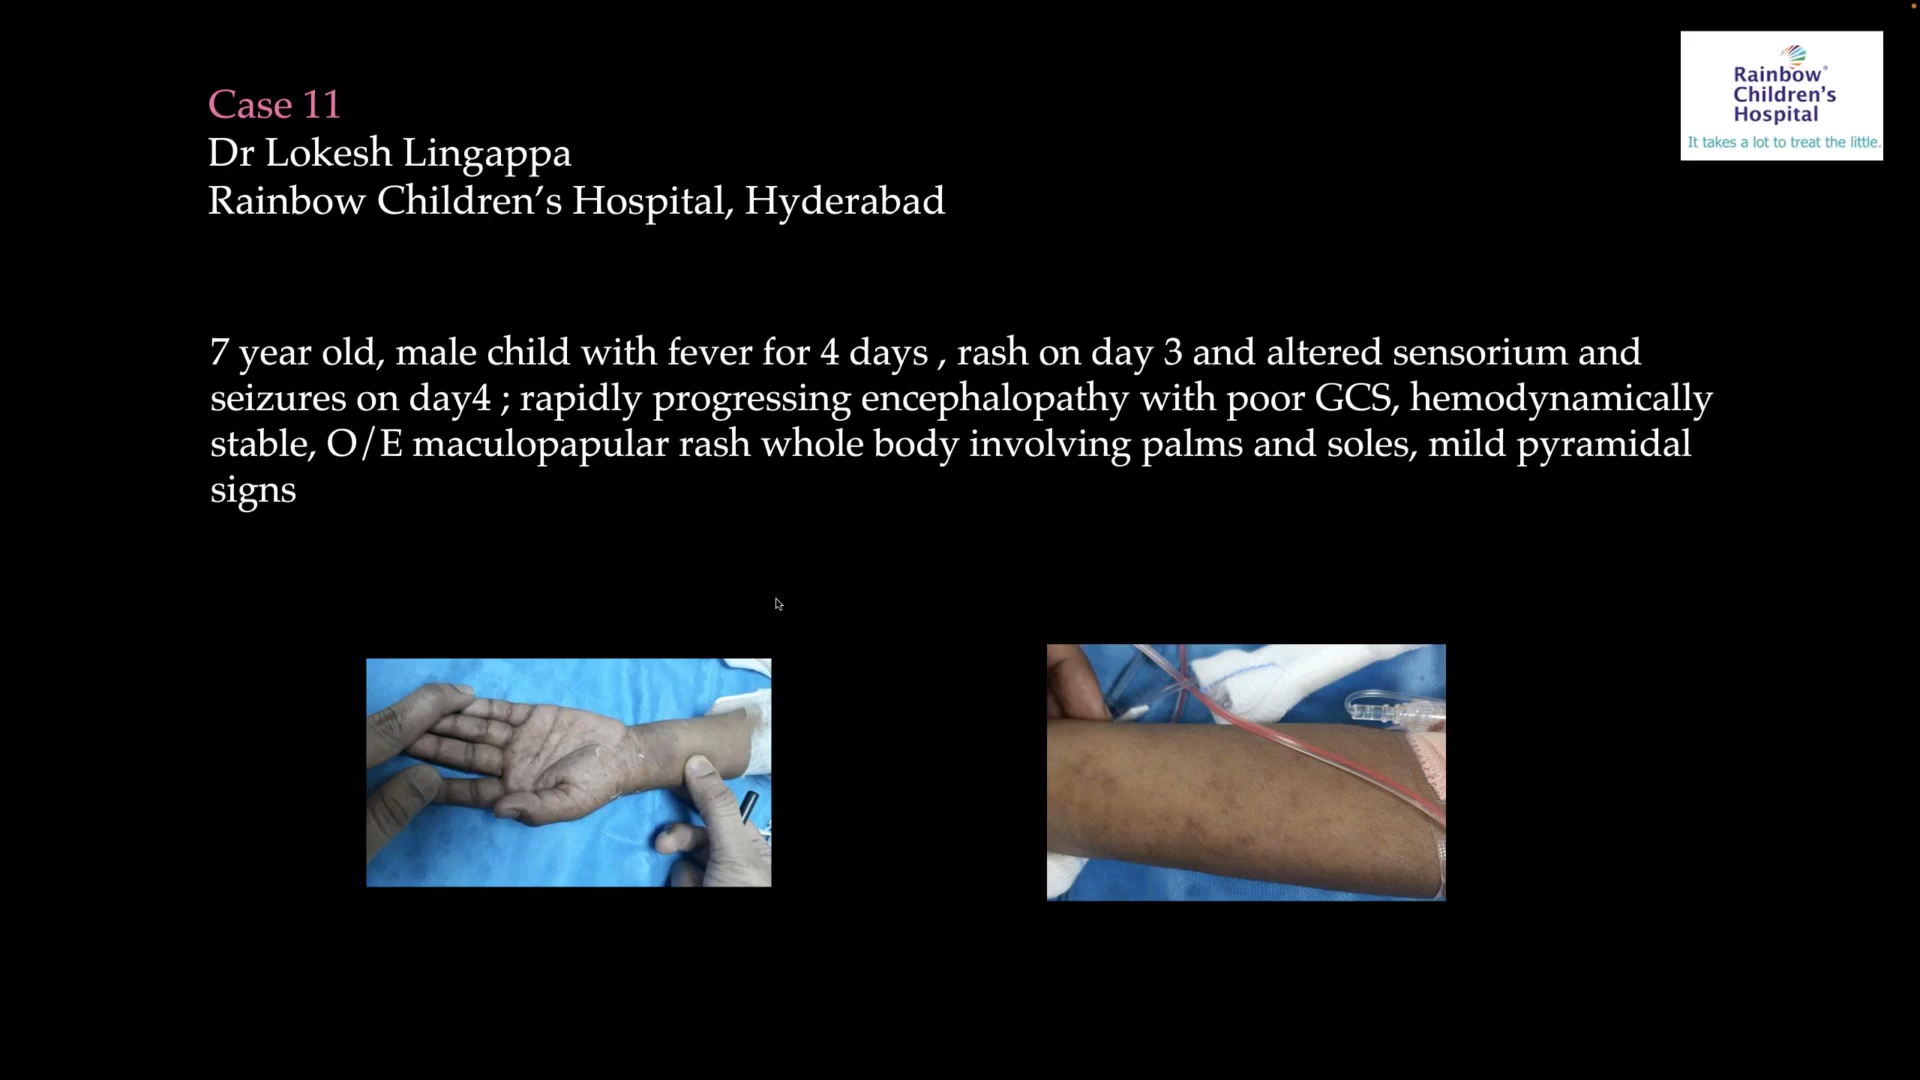 Case 11
Dr Lokesh Lingappa
Rainbow Children's Hospital, Hyderabad
Rainbow®
Children's
Hospital
It takes a lot to treat the little.
7 year old, male child with fever for 4 days , rash on day 3 and altered sensorium and
seizures on day4 ; rapidly progressing encephalopathy with poor GCS, hemodynamically
stable, O/E maculopapular rash whole body involving palms and soles, mild pyramidal
signs